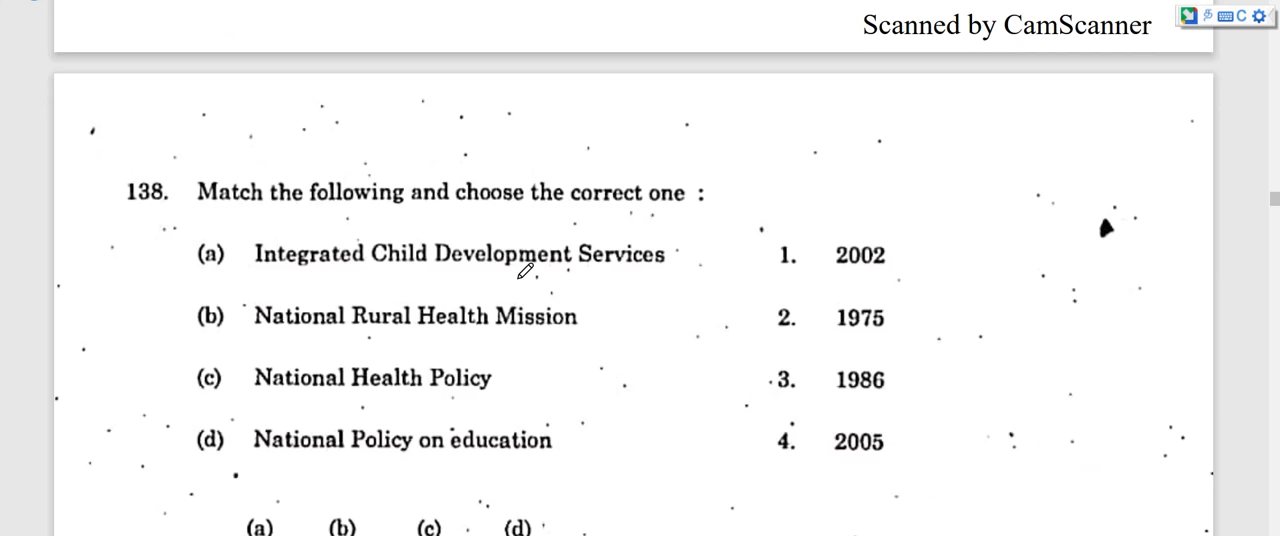 Scanned by CamScanner
138. Match the following and choose the correct one :
(a) Integrated Child Development Services 1. 2002
(b) National Rural Health Mission 2. 1975
(c) National Health Policy 3. 1986
(d) National Policy on education 4. 2005
(a) (b) (c) (d)